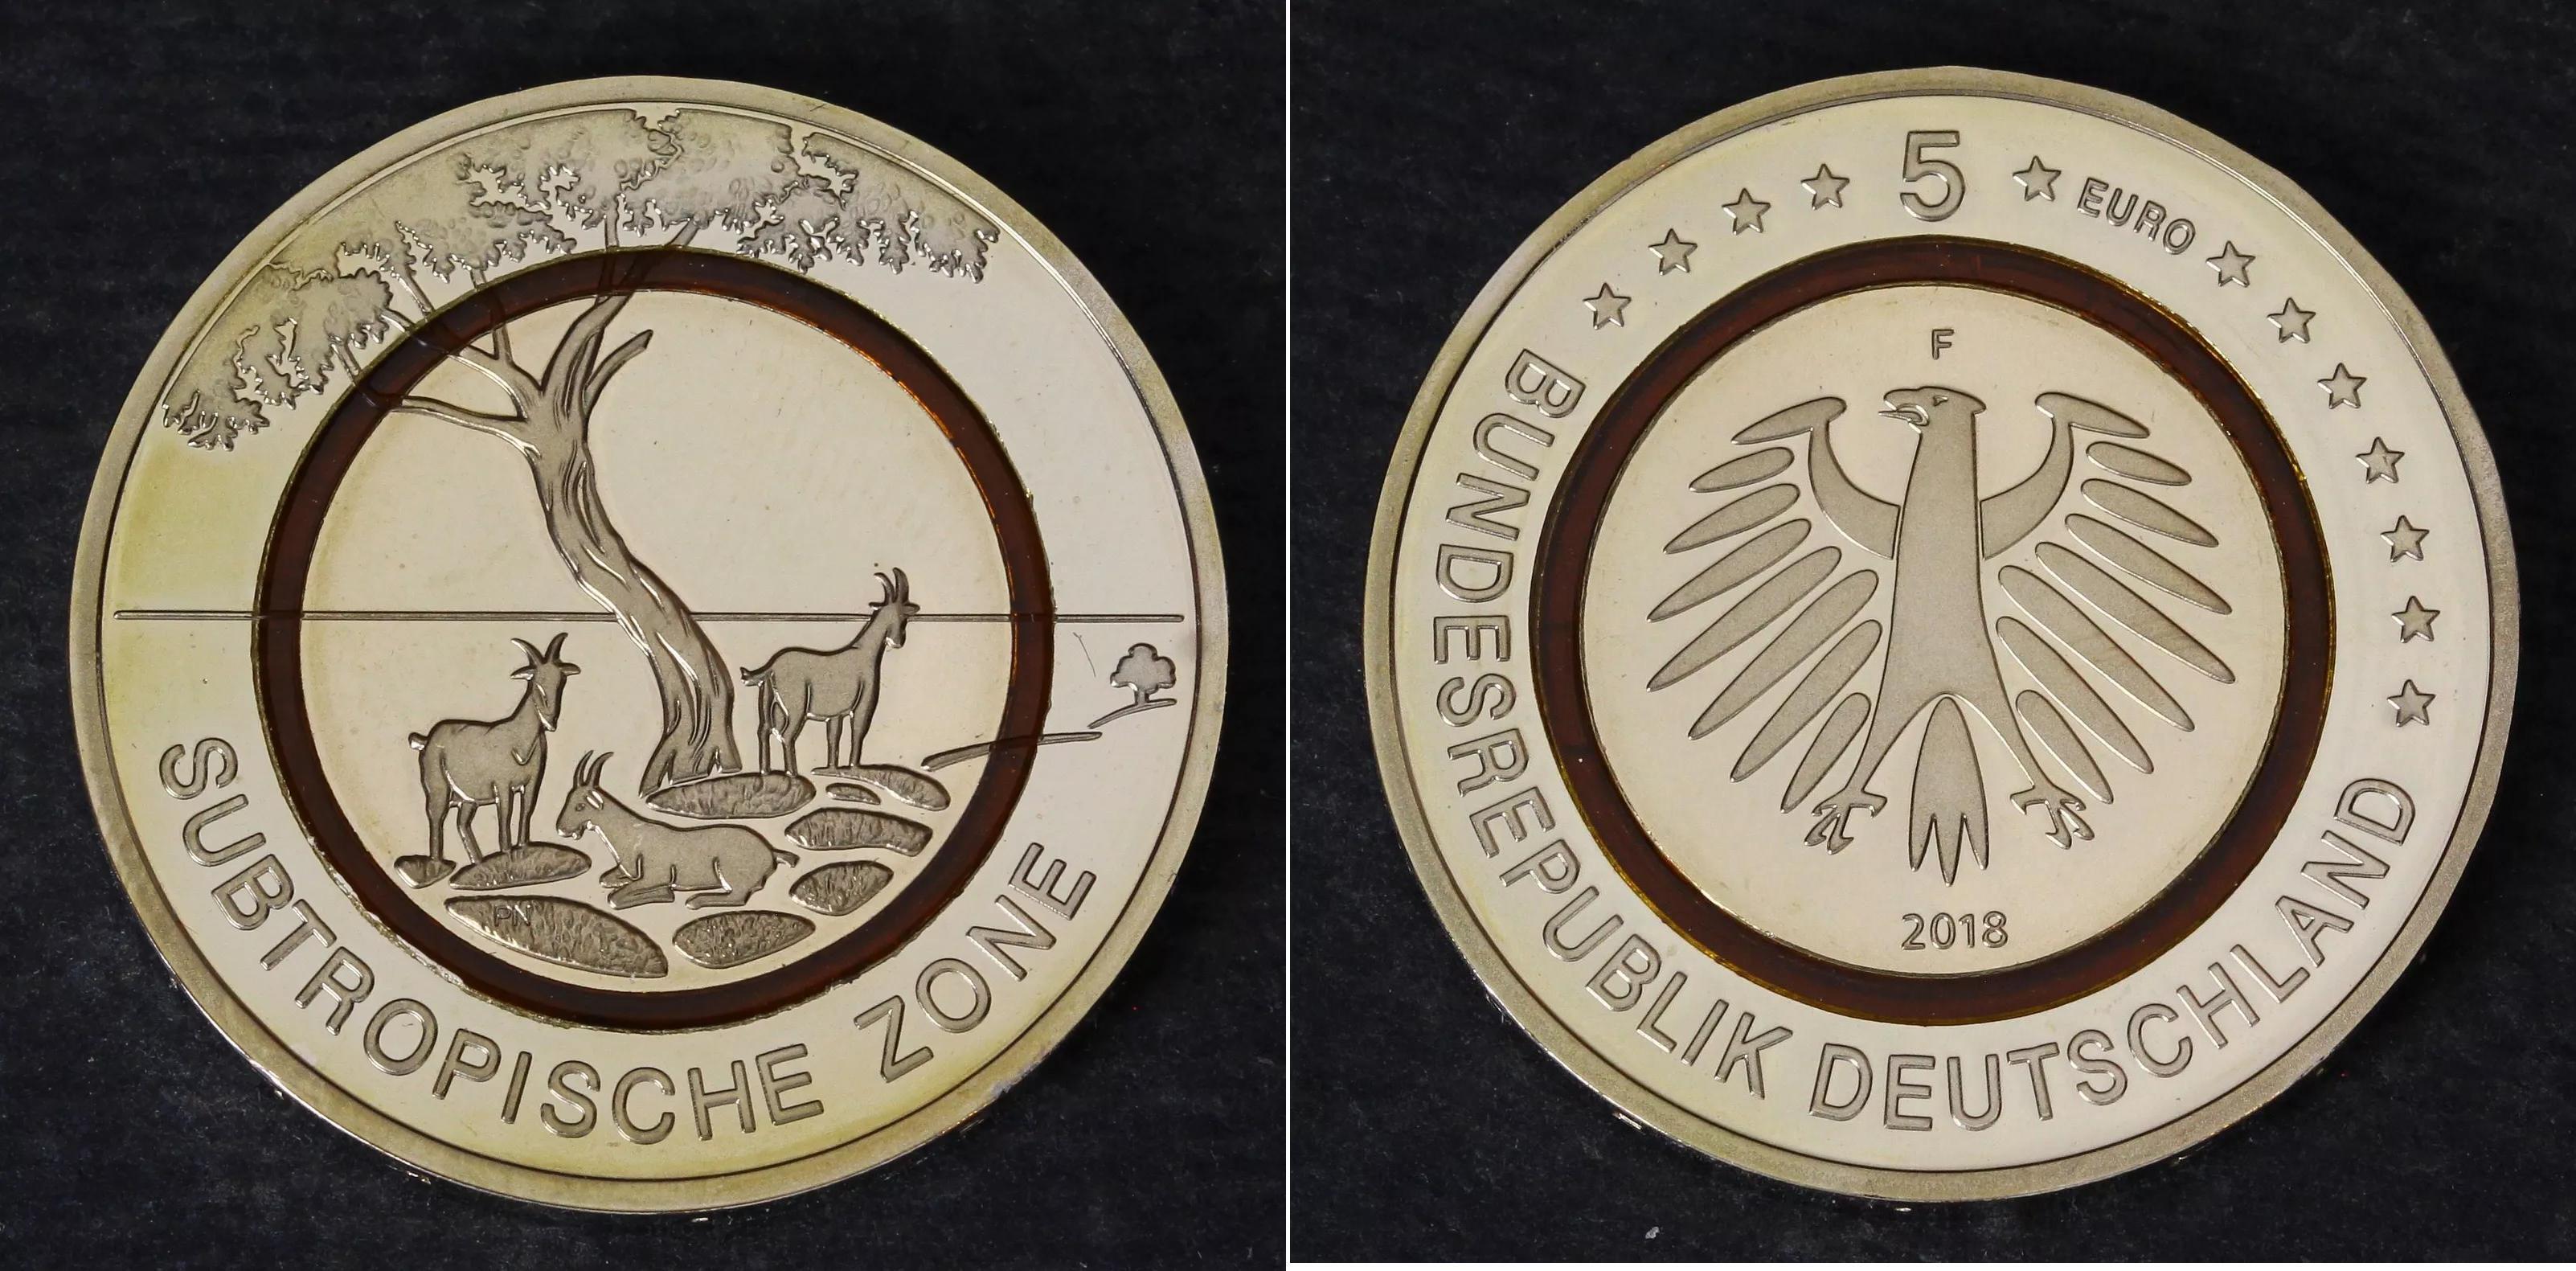 SUBTROPISCHE ZONE
PN
5 EURO
F
2018
BUNDESREPUBLIK DEUTSCHLAND